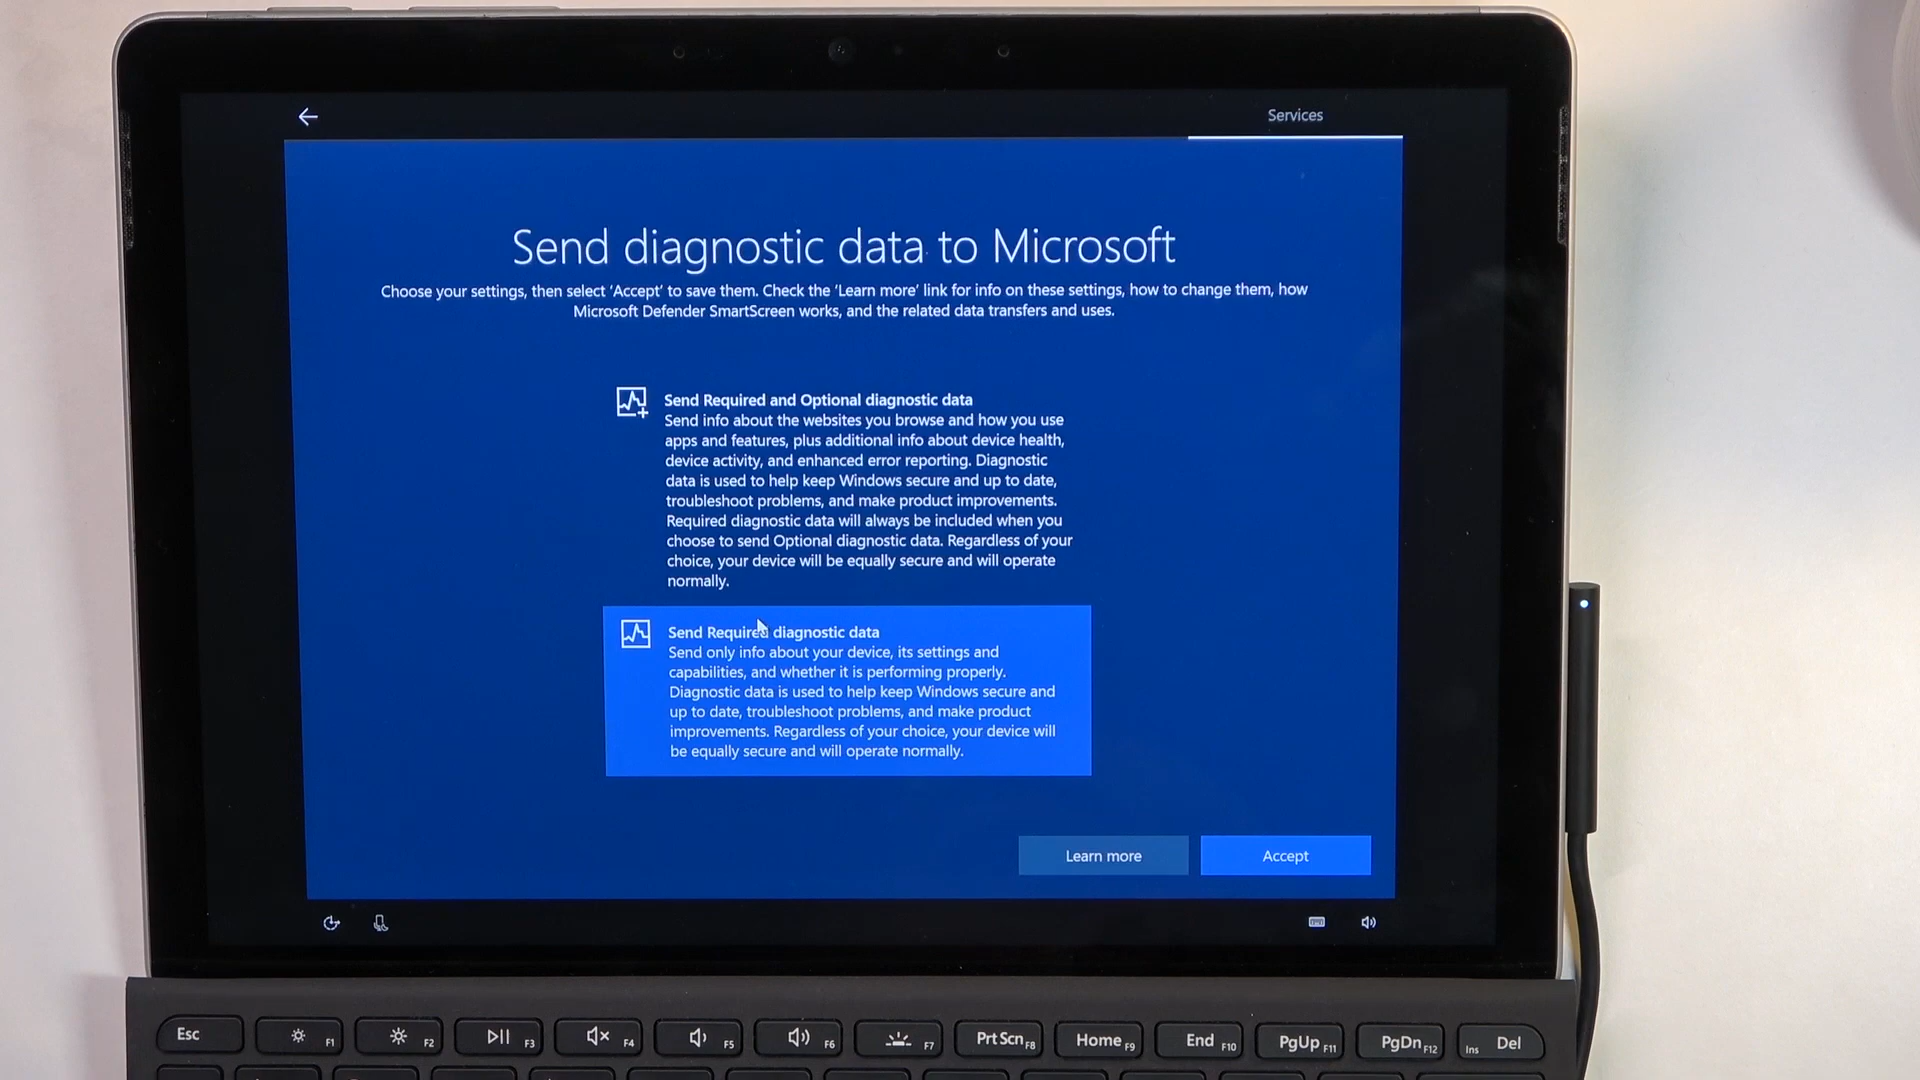 Services
Send diagnostic data to Microsoft
Choose your settings, then select ‘Accept’ to save them. Check the ‘Learn more’ link for info on these settings, how to change them, how
Microsoft Defender SmartScreen works, and the related data transfers and uses.
Send Required and Optional diagnostic data
Send info about the websites you browse and how you use
apps and features, plus additional info about device health,
device activity, and enhanced error reporting. Diagnostic
data is used to help keep Windows secure and up to date,
troubleshoot problems, and make product improvements.
Required diagnostic data will always be included when you
choose to send Optional diagnostic data. Regardless of your
choice, your device will be equally secure and will operate
normally.
Send Required diagnostic data
Send only info about your device, its settings and
capabilities, and whether it is performing properly.
Diagnostic data is used to help keep Windows secure and
up to date, troubleshoot problems, and make product
improvements. Regardless of your choice, your device will
be equally secure and will operate normally.
Learn more Accept
Esc F1 F2 F3 F4 F5 F6 F7 Prt Scn F8 Home F9 End F10 PgUp F11 PgDn F12 Ins Del